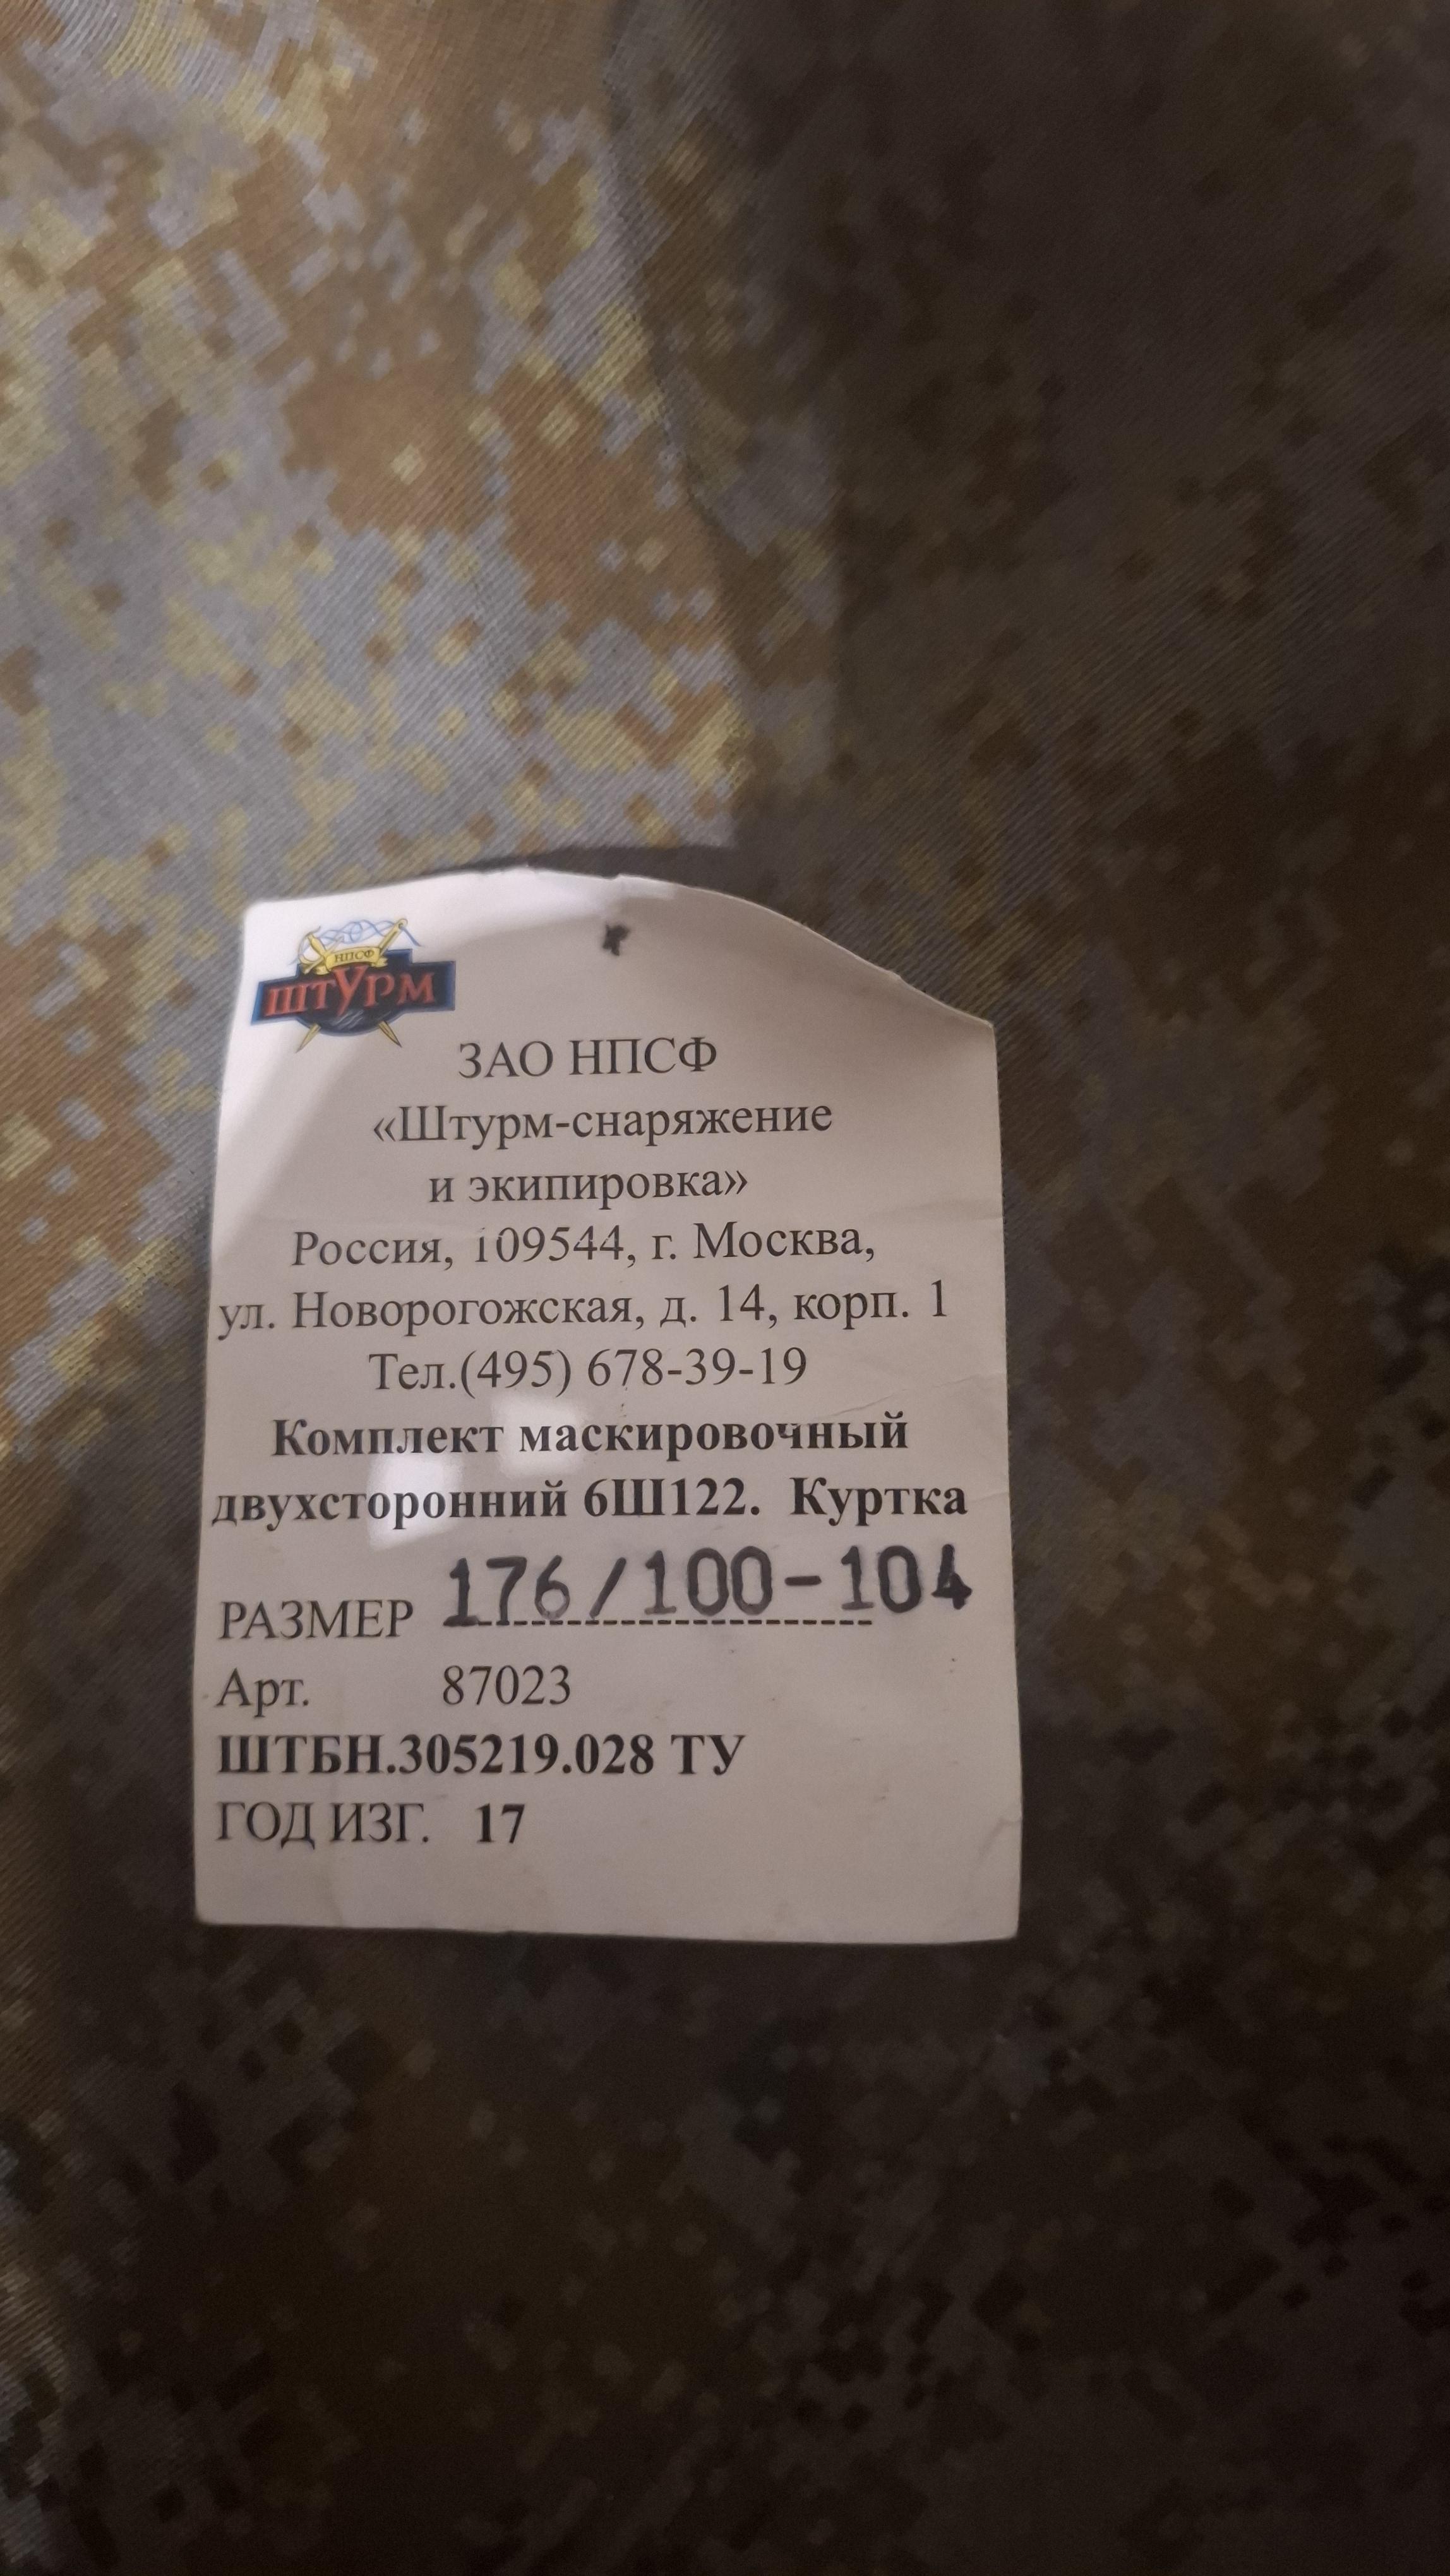 НПСФ
ШТУРМ
ЗАО НПСФ
«Штурм-снаряжение
и экипировка»
Россия, 109544, г. Москва,
ул. Новорогожская, д. 14, корп. 1
Тел.(495) 678-39-19
Комплект маскировочный
двухсторонний 6Ш122. Куртка
РАЗМЕР 176/100-104
Арт. 87023
ШТБН.305219.028 ТУ
ГОД ИЗГ. 17